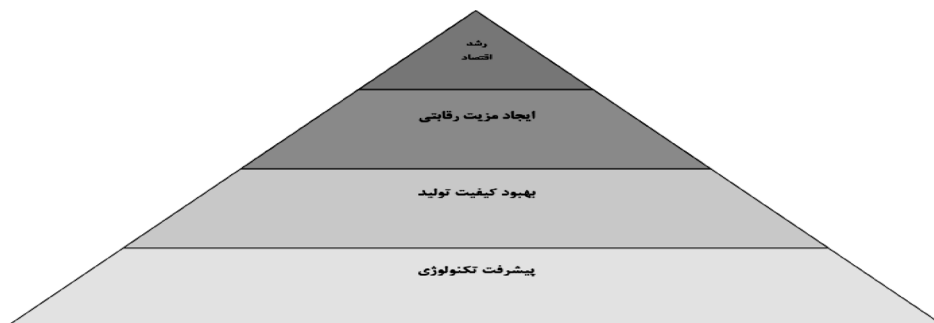 رشد
اقتصاد
ایجاد مزیت رقابتی
بهبود کیفیت تولید
پیشرفت تکنولوژی